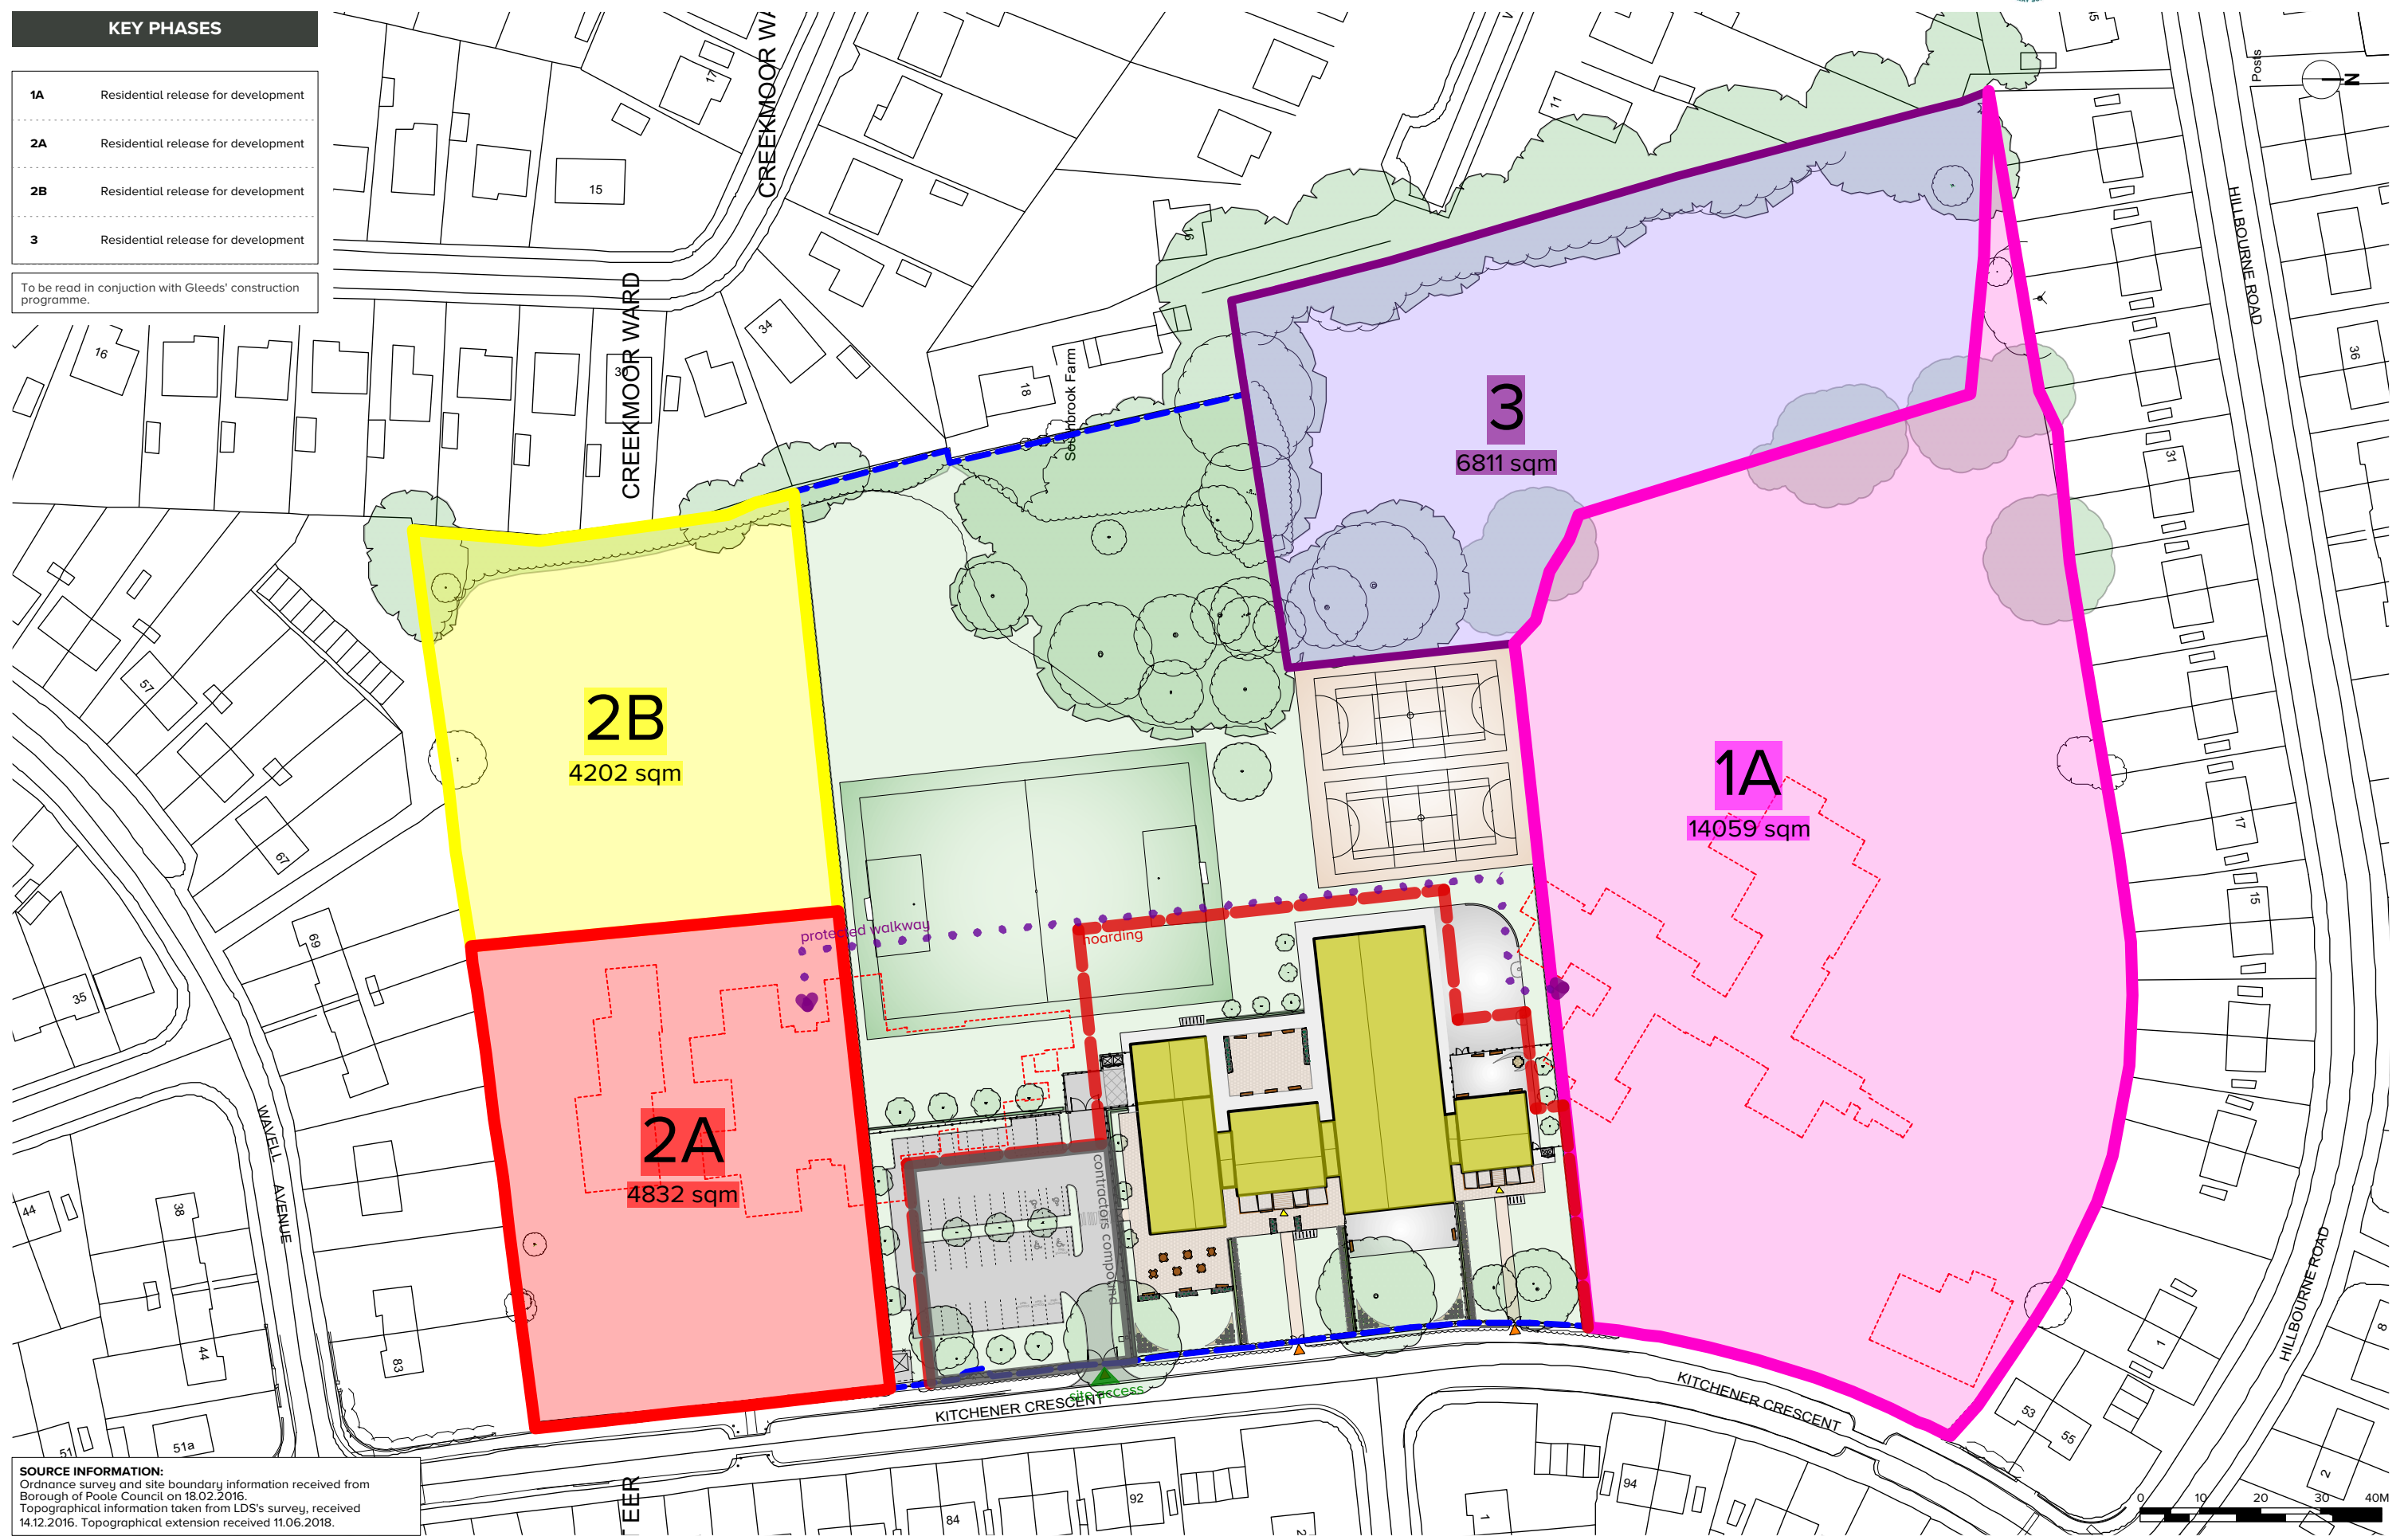 KEY PHASES
1A Residential release for development
2A Residential release for development
2B Residential release for development
3 Residential release for development
To be read in conjuction with Gleeds' construction
programme.
CREEKMOOR WA
17
15
11
16
15
Posts
N
HILLBOURNE ROAD
16
34
30
CREEKMOOR WARD
18
Southbrook Farm
36
3
6811 sqm
31
2B
4202 sqm
57
67
1A
14059 sqm
17
15
protected walkway
hoarding
69
35
2A
4832 sqm
contractors compound
WAVELL AVENUE
44
38
44
83
51
51a
site access
KITCHENER CRESCENT
KITCHENER CRESCENT
HILLBOURNE ROAD
1
8
53
55
2
84
92
94
1
2
TEER
0 10 20 30 40M
SOURCE INFORMATION:
Ordnance survey and site boundary information received from
Borough of Poole Council on 18.02.2016.
Topographical information taken from LDS's survey, received
14.12.2016. Topographical extension received 11.06.2018.